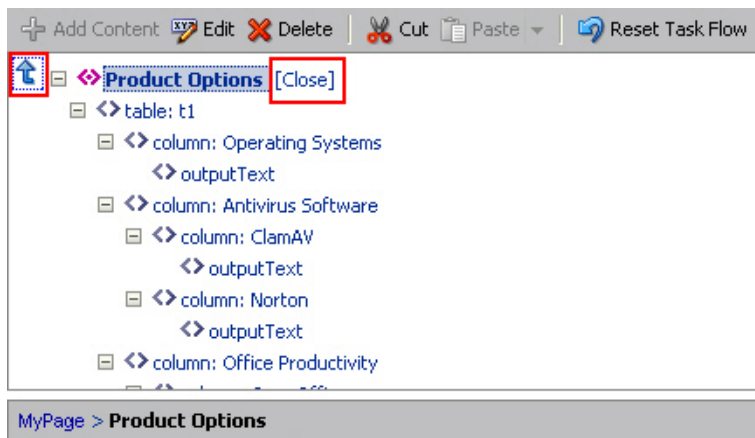 Add Content Edit Delete Cut Paste Reset Task Flow
Product Options [Close]
table: t1
column: Operating Systems
outputText
column: Antivirus Software
column: ClamAV
outputText
column: Norton
outputText
column: Office Productivity
MyPage > Product Options